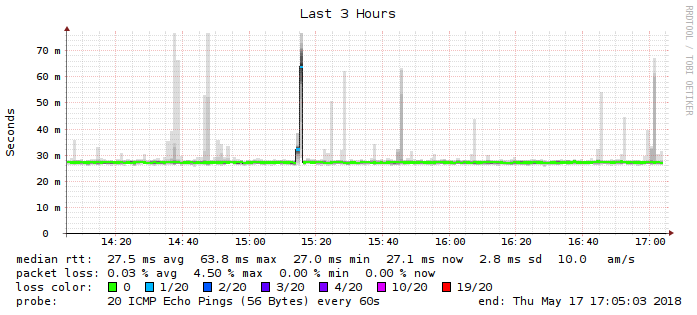 Last 3 Hours
RRDTOOL / TOBI OETIKER
Seconds
70 m
60 m
50 m
40 m
30 m
20 m
10 m
0
14:20 14:40 15:00 15:20 15:40 16:00 16:20 16:40 17:00
median rtt: 27.5 ms avg 63.8 ms max 27.0 ms min 27.1 ms now 2.8 ms sd 10.0 am/s
packet loss: 0.03 % avg 4.50 % max 0.00 % min 0.00 % now
loss color: 0 1/20 2/20 3/20 4/20 10/20 19/20
probe: 20 ICMP Echo Pings (56 Bytes) every 60s end: Thu May 17 17:05:03 2018